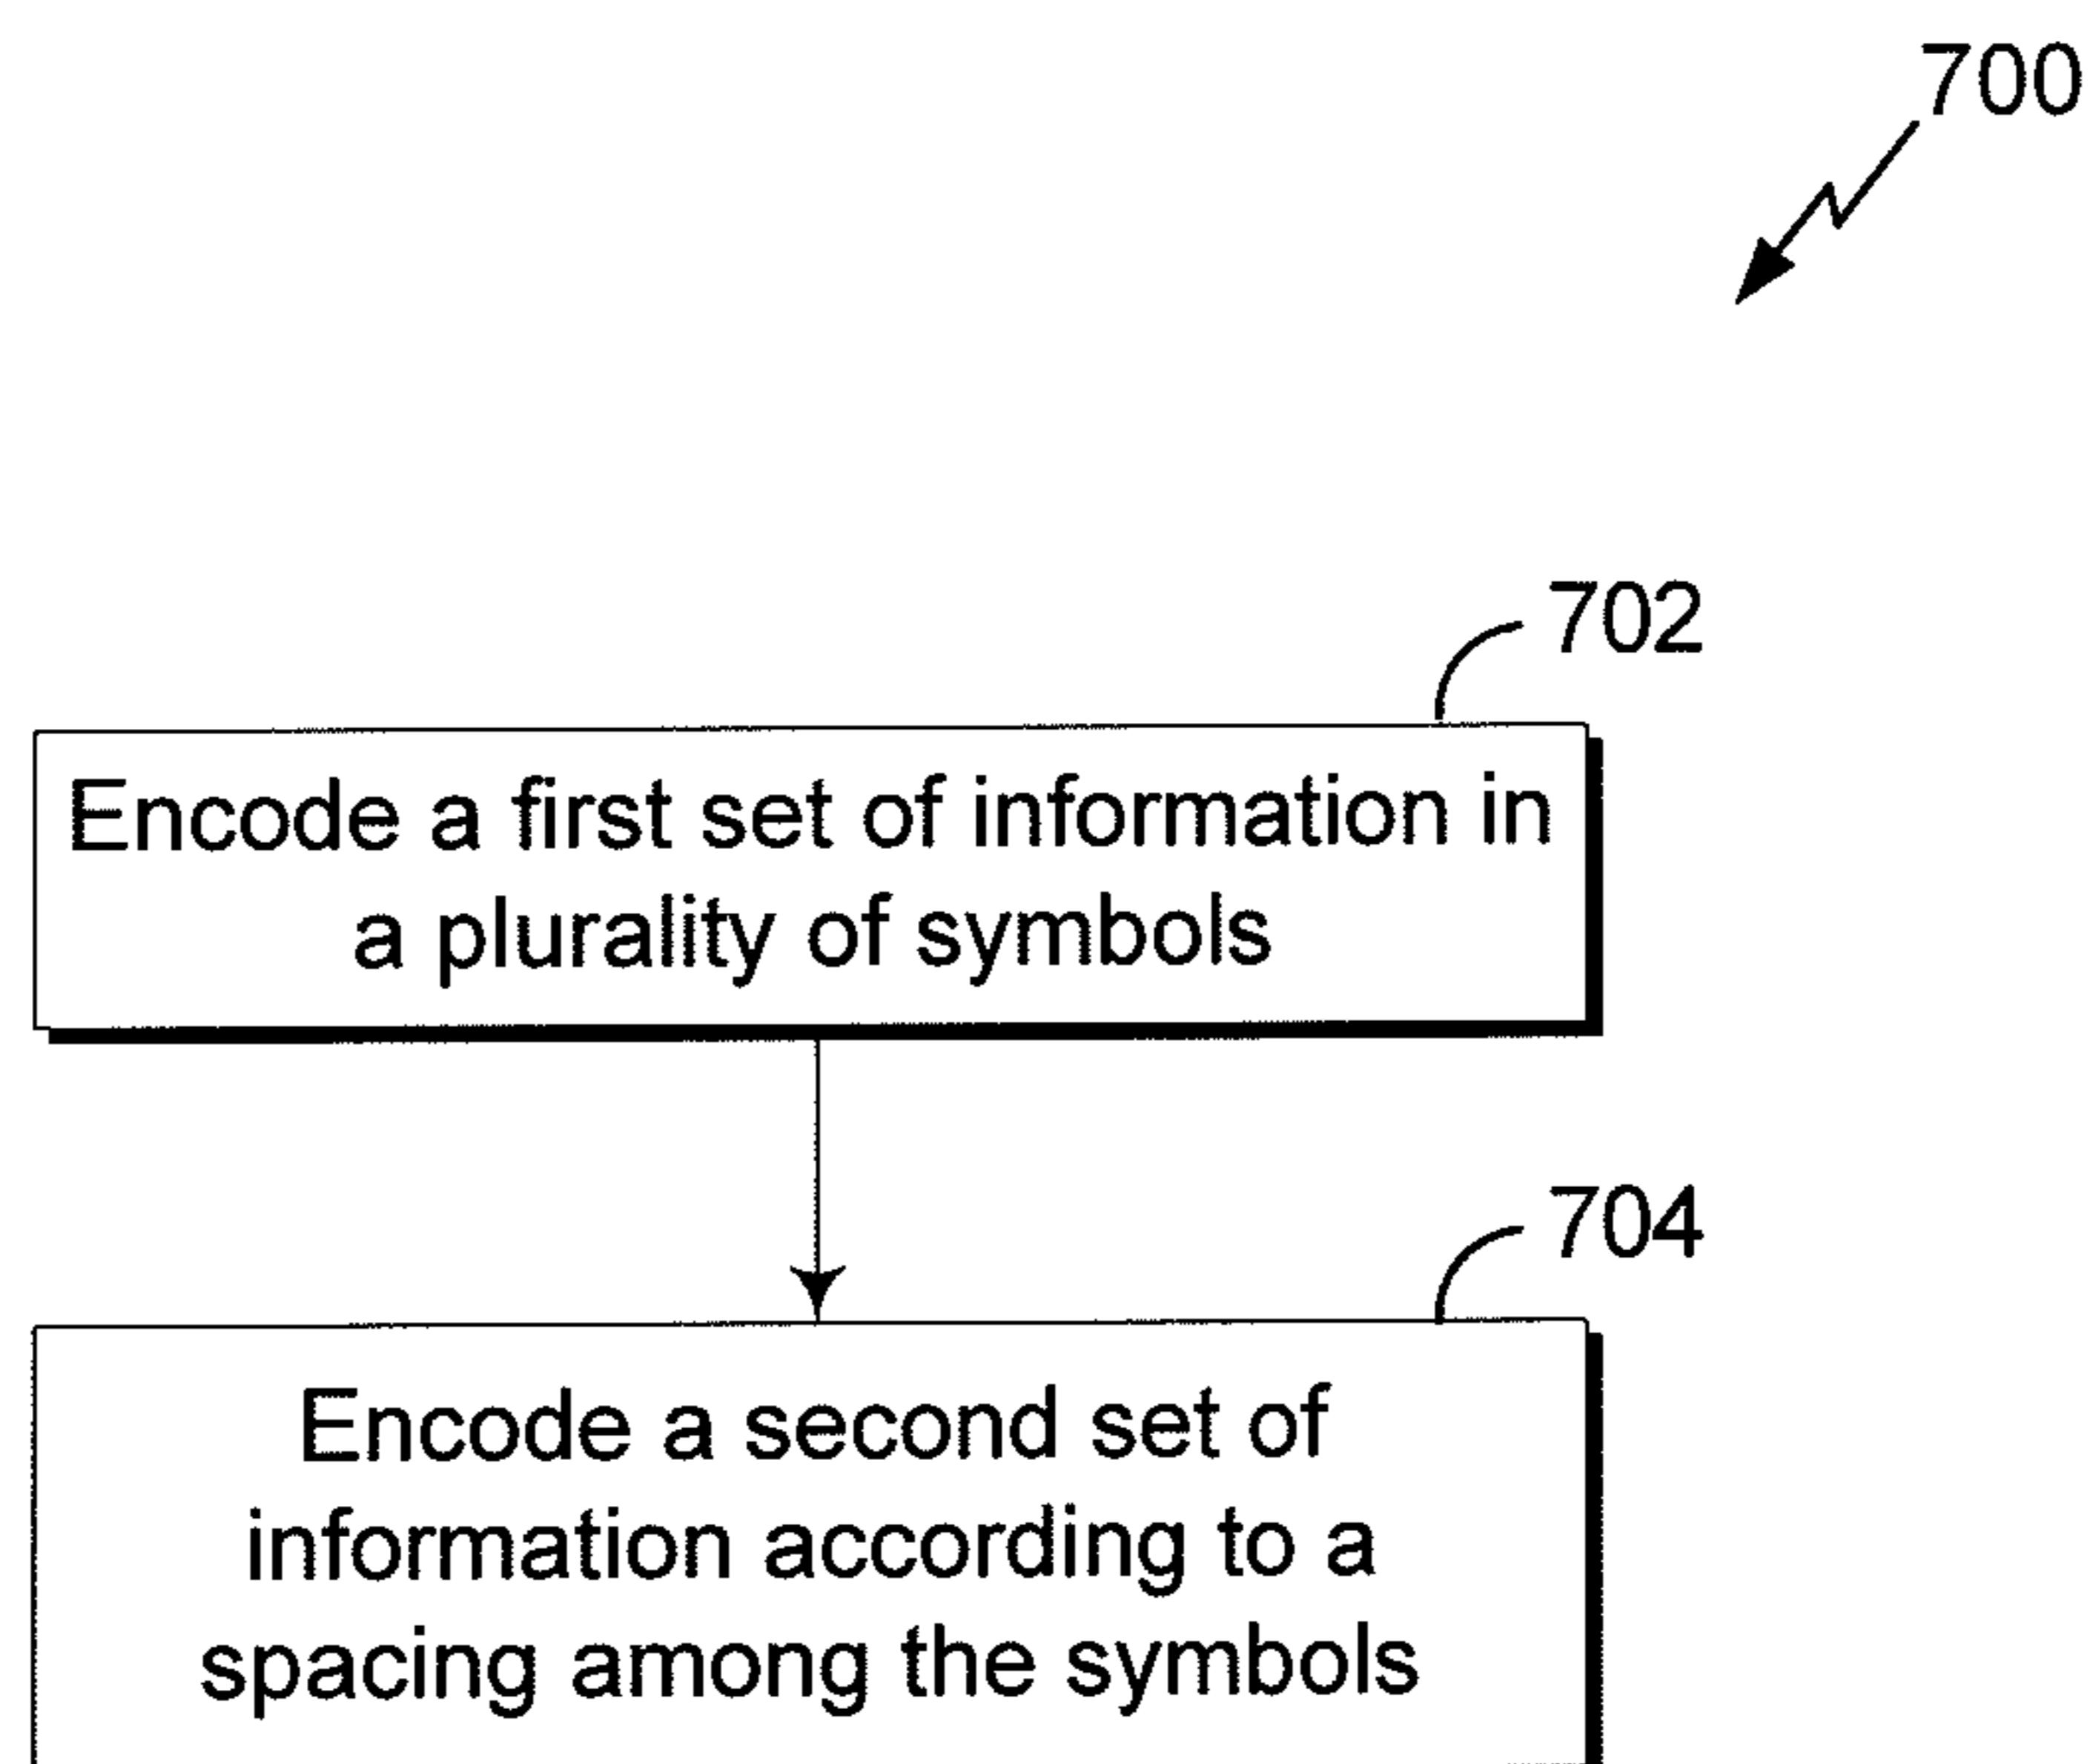 700
702
Encode a first set of information in
a plurality of symbols
704
Encode a second set of
information according to a
spacing among the symbols